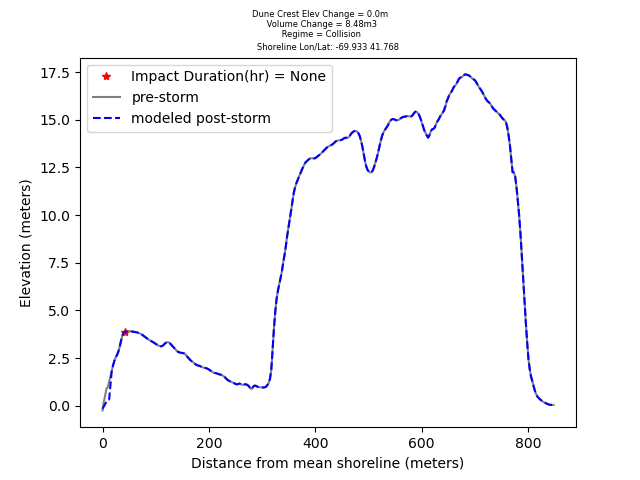 Dune Crest Elev Change = 0.0m
Volume Change = 8.48m3
Regime = Collision
Shoreline Lon/Lat: -69.933 41.768
Impact Duration(hr) = None
pre-storm
modeled post-storm
17.5
15.0
12.5
10.0
7.5
5.0
2.5
0.0
Elevation (meters)
0 200 400 600 800
Distance from mean shoreline (meters)